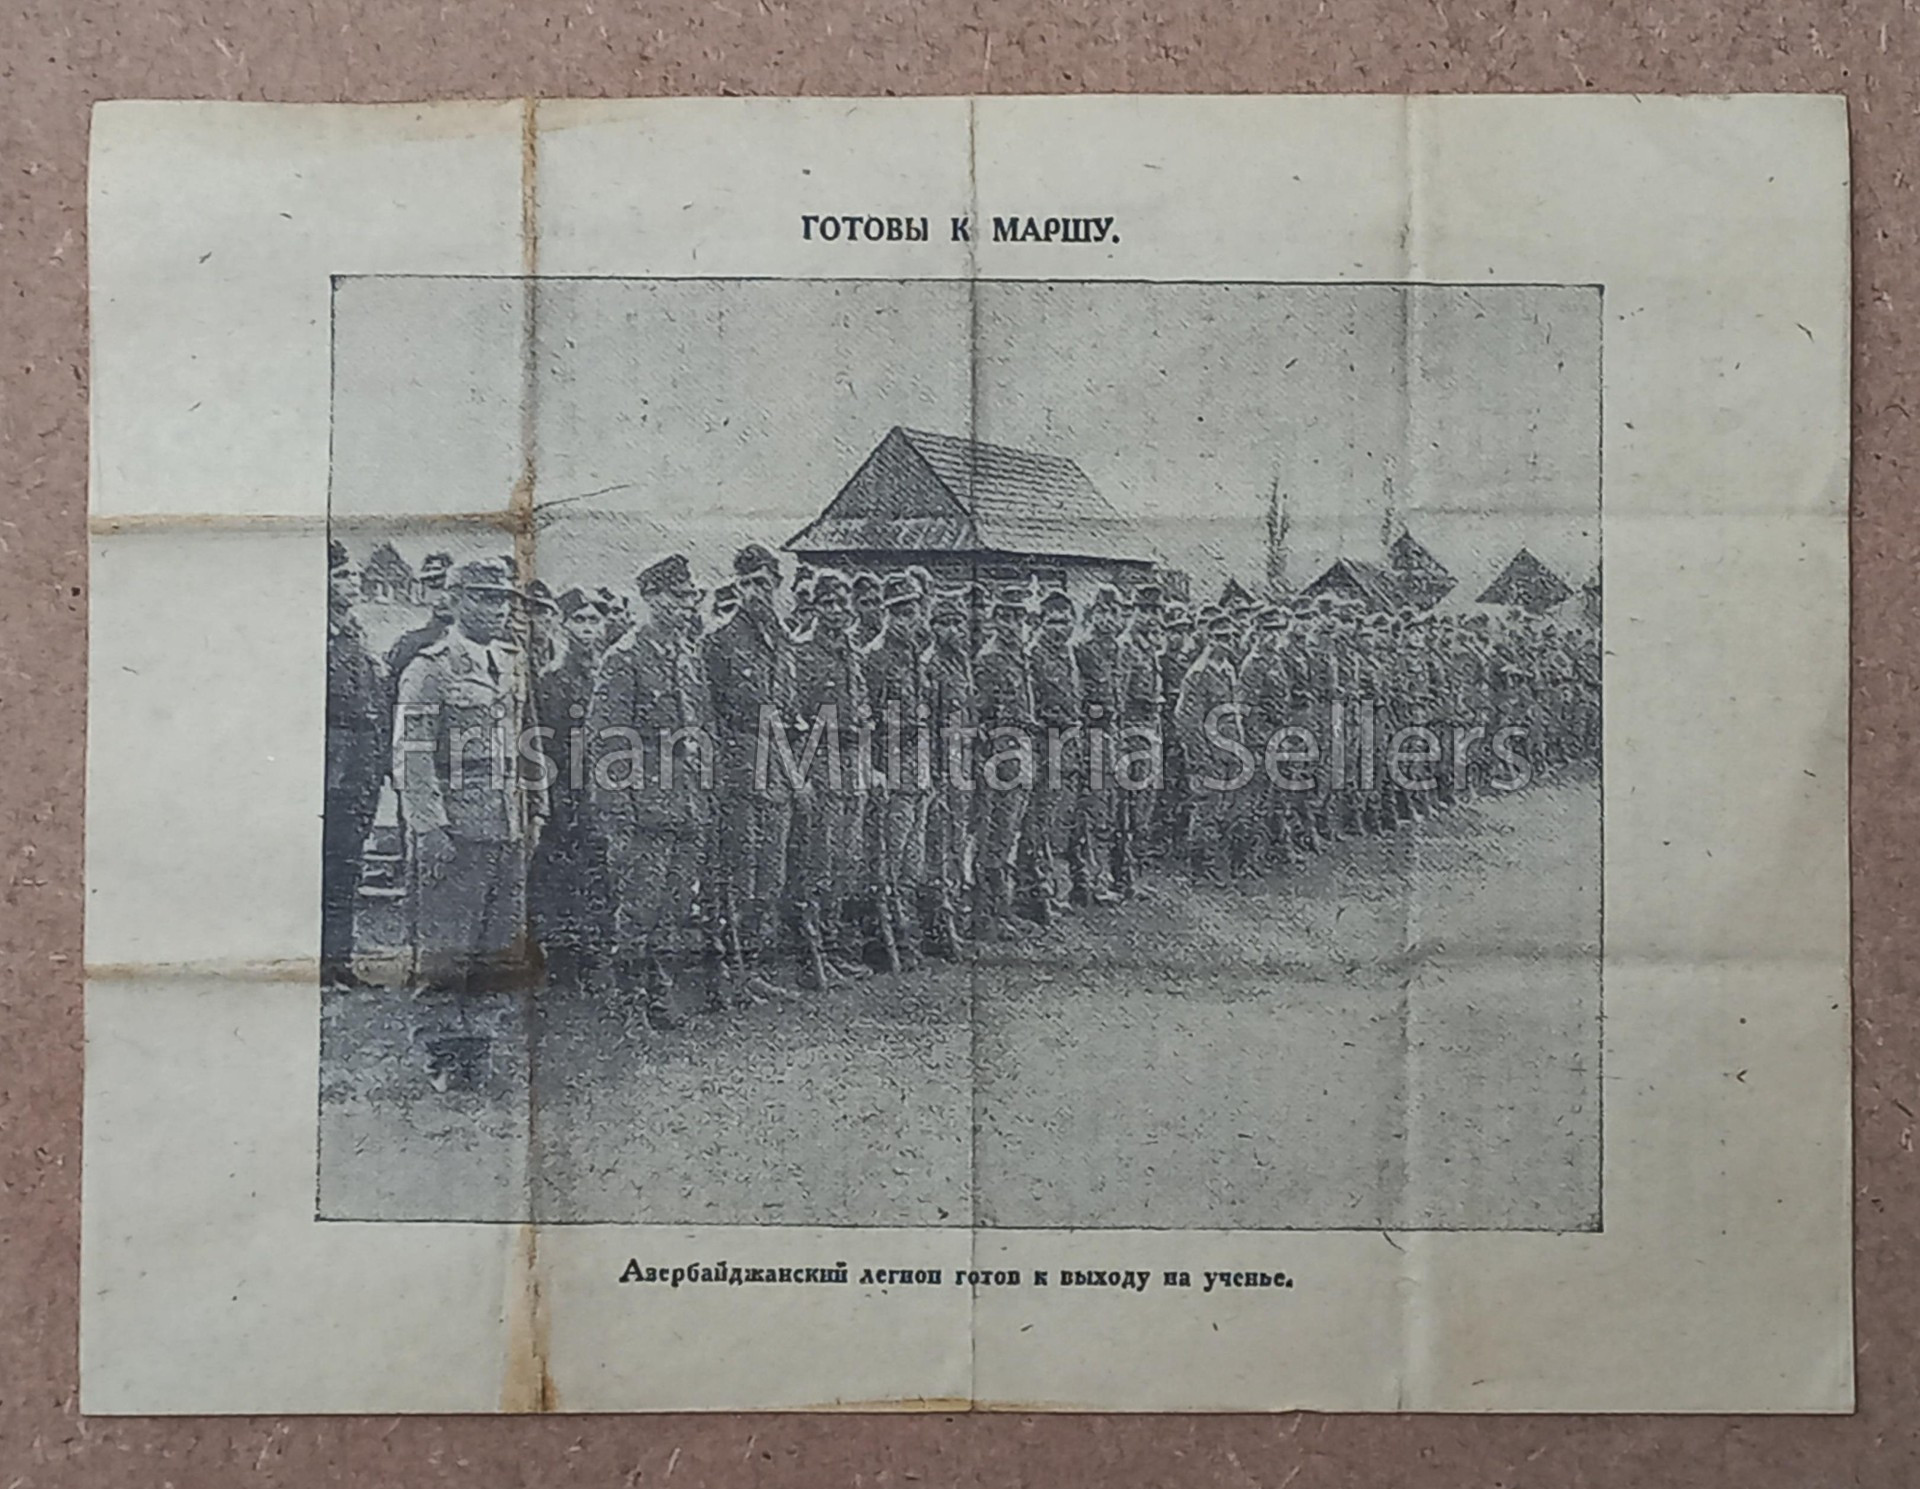 ГОТОВЫ К МАРШУ.
Frisian Militaria Sellers
Азербайджанский легион готов к выходу на ученье.